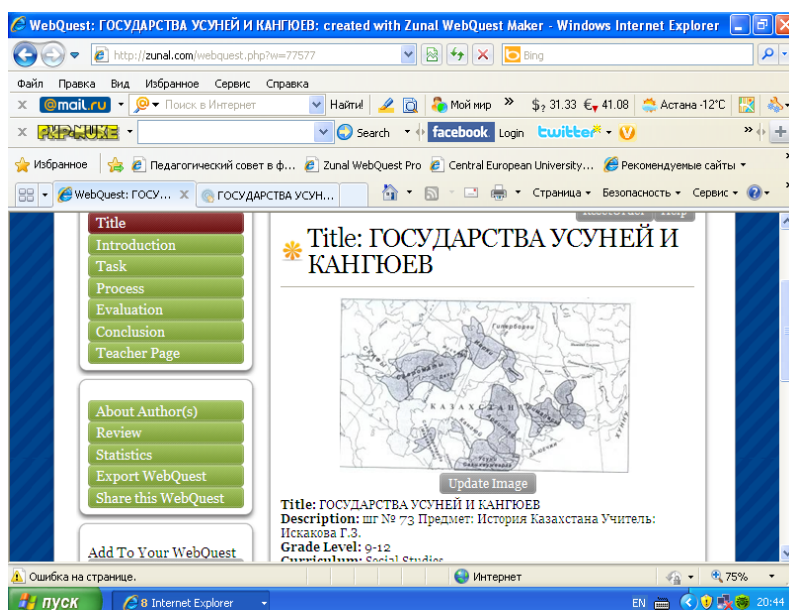 WebQuest: ГОСУДАРСТВА УСУНЕЙ И КАНГЮЕВ: created with Zunal WebQuest Maker - Windows Internet Explorer
http://zunal.com/webquest.php?w=77577
Bing
Файл Правка Вид Избранное Сервис Справка
@mail.ru Поиск в Интернет Найти! Мой мир » 31.33 41.08 Астана -12°C
PHPNUKE Search facebook Login twitter »
Избранное Педагогический совет в ф... Zunal WebQuest Pro Central European University... Рекомендуемые сайты
WebQuest: ГОСУ... X ГОСУДАРСТВА УСУН... Страница Безопасность Сервис
Title
Introduction
Task
Process
Evaluation
Conclusion
Teacher Page
About Author(s)
Review
Statistics
Export WebQuest
Share this WebQuest
Add To Your WebQuest
Help
Title: ГОСУДАРСТВА УСУНЕЙ И
КАНГЮЕВ
КАЗАХСТАН
Update Image
Title: ГОСУДАРСТВА УСУНЕЙ И КАНГЮЕВ
Description: шг № 73 Предмет: История Казахстана Учитель:
Искакова Г.З.
Grade Level: 9-12
Curriculum: Social Studies
Ошибка на странице. Интернет 75%
пуск 8 Internet Explorer EN 20:44